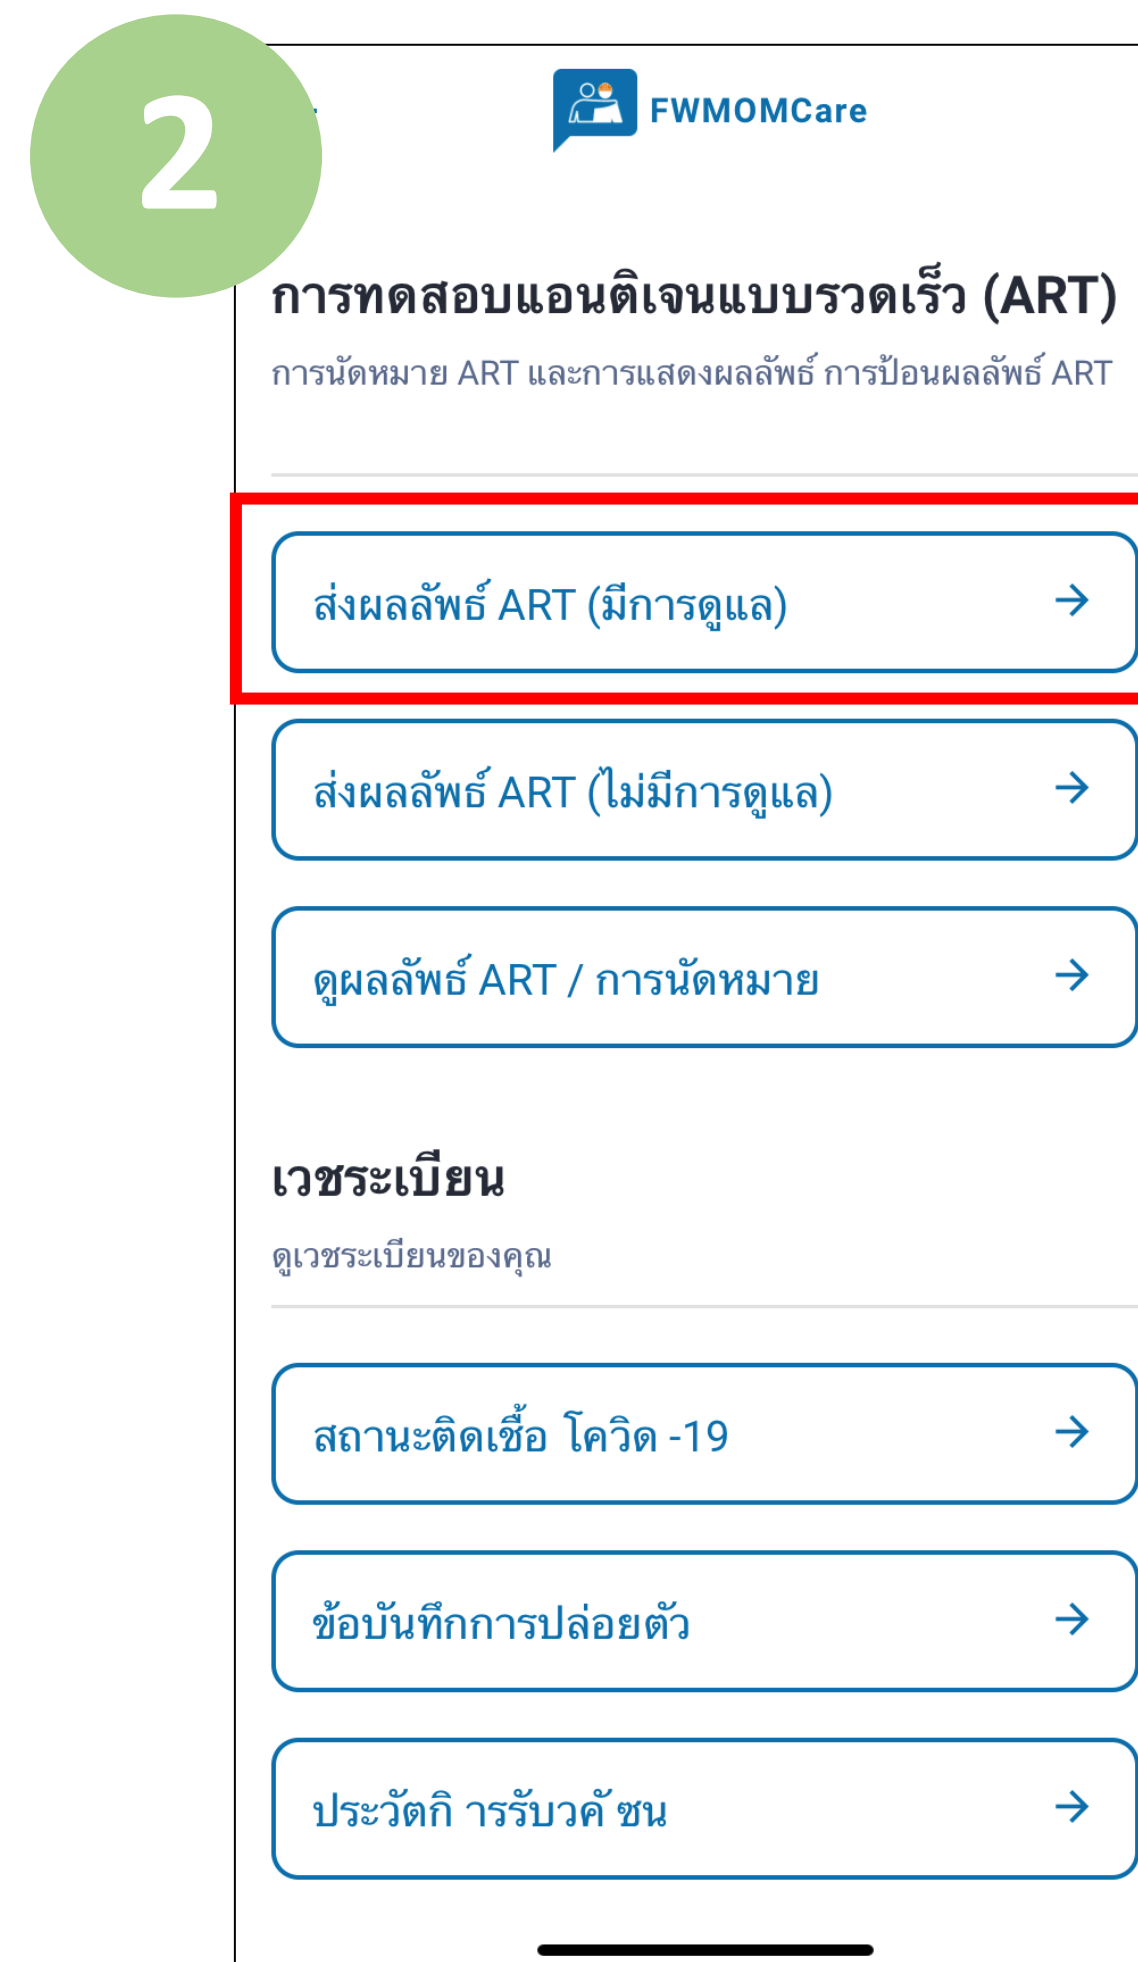 2
FWMOMCare
การทดสอบแอนติเจนแบบรวดเร็ว (ART)
การนัดหมาย ART และการแสดงผลลัพธ์ การป้อนผลลัพธ์ ART
ส่งผลลัพธ์ ART (มีการดูแล)
ส่งผลลัพธ์ ART (ไม่มีการดูแล)
ดูผลลัพธ์ ART / การนัดหมาย
เวชระเบียน
ดูเวชระเบียนของคุณ
สถานะติดเชื้อ โควิด -19
ข้อบันทึกการปล่อยตัว
ประวัตกิ ารรับวคั ซน